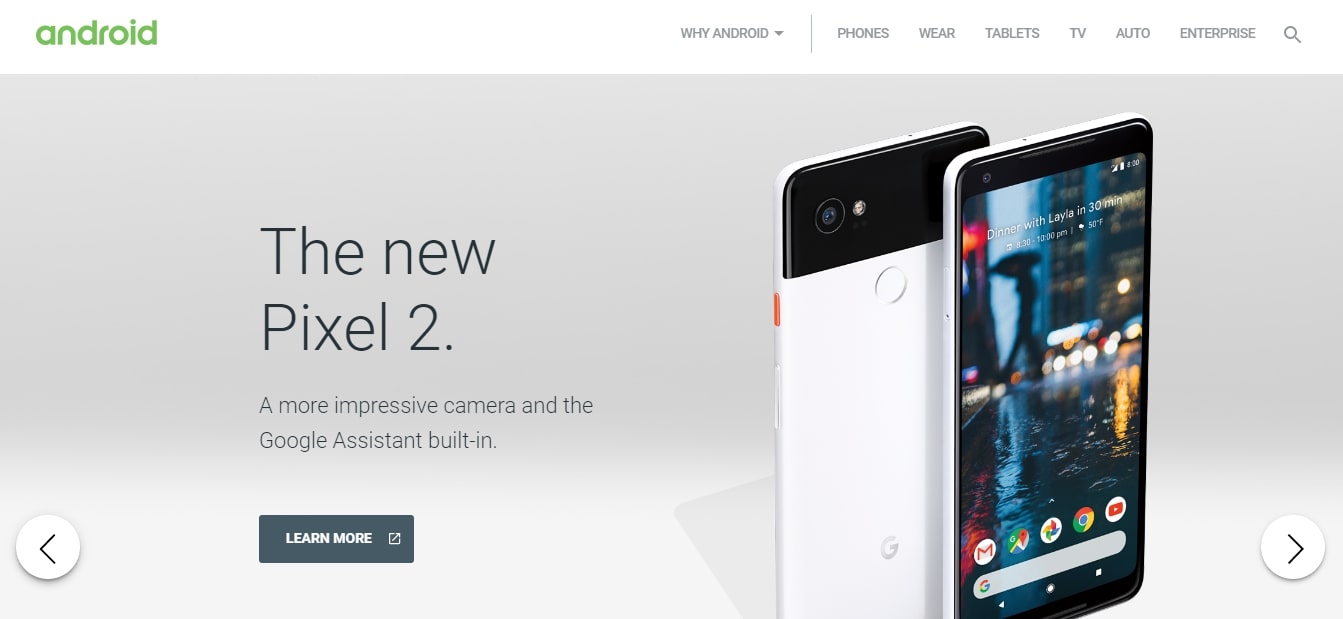 android
WHY ANDROID
PHONES
WEAR
TABLETS
TV
AUTO
ENTERPRISE
The new
Pixel 2.
A more impressive camera and the
Google Assistant built-in.
LEARN MORE
8:00
Dinner with Layla in 30 min
8:30 - 10:00 pm | 50°F
G